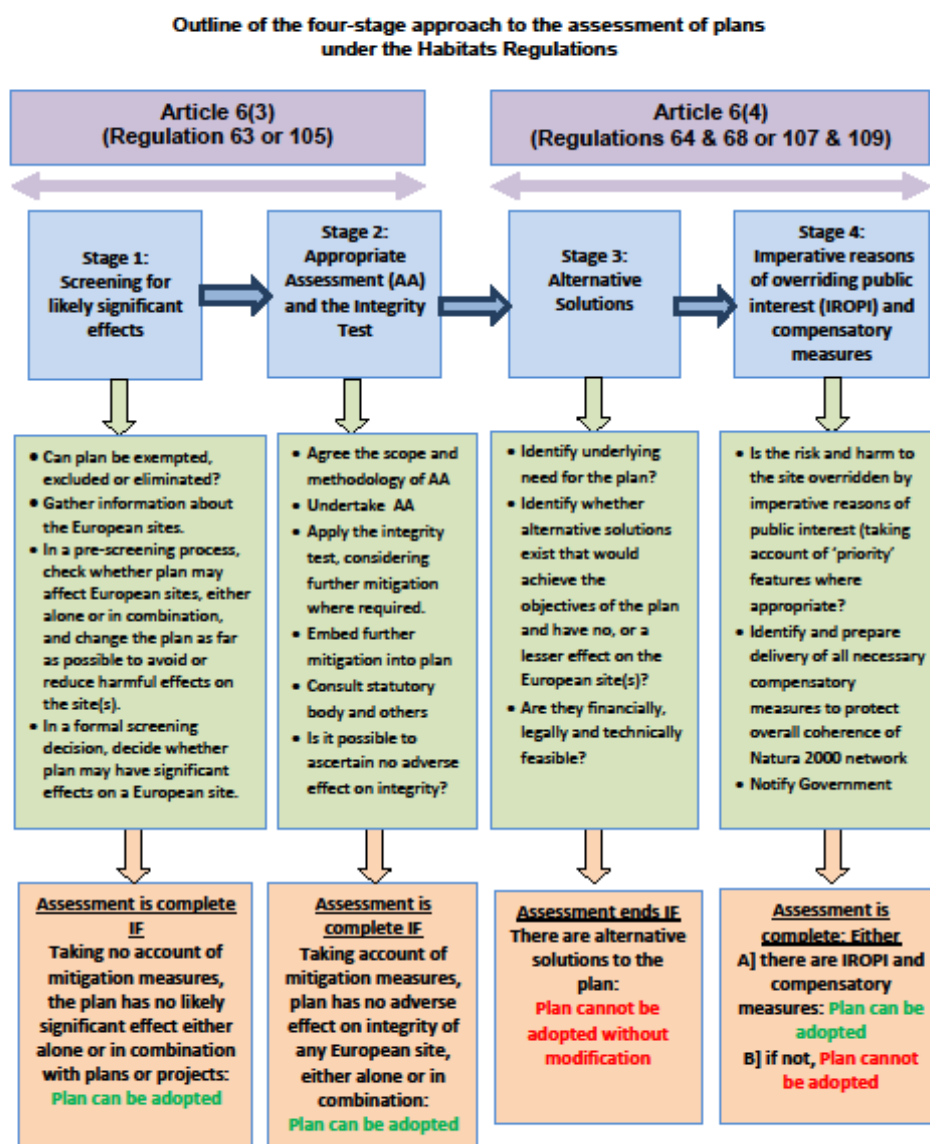 Outline of the four-stage approach to the assessment of plans
under the Habitats Regulations
Article 6(3)
(Regulation 63 or 105)
Article 6(4)
(Regulations 64 & 68 or 107 & 109)
Stage 1:
Screening for
likely significant
effects
Stage 2:
Appropriate
Assessment (AA)
and the Integrity
Test
Stage 3:
Alternative
Solutions
Stage 4:
Imperative reasons
of overriding public
interest (IROPI) and
compensatory
measures
• Can plan be exempted,
excluded or eliminated?
• Gather information about
the European sites.
• In a pre-screening process,
check whether plan may
affect European sites, either
alone or in combination,
and change the plan as far
as possible to avoid or
reduce harmful effects on
the site(s).
• In a formal screening
decision, decide whether
plan may have significant
effects on a European site.
• Agree the scope and
methodology of AA
• Undertake AA
• Apply the integrity
test, considering
further mitigation
where required.
• Embed further
mitigation into plan
• Consult statutory
body and others
• Is it possible to
ascertain no adverse
effect on integrity?
• Identify underlying
need for the plan?
• Identify whether
alternative solutions
exist that would
achieve the
objectives of the plan
and have no, or a
lesser effect on the
European site(s)?
• Are they financially,
legally and technically
feasible?
• Is the risk and harm to
the site overridden by
imperative reasons of
public interest (taking
account of ‘priority’
features where
appropriate?
• Identify and prepare
delivery of all necessary
compensatory
measures to protect
overall coherence of
Natura 2000 network
• Notify Government
Assessment is complete
IF
Taking no account of
mitigation measures,
the plan has no likely
significant effect either
alone or in combination
with plans or projects:
Plan can be adopted
Assessment is
complete IF
Taking account of
mitigation measures,
plan has no adverse
effect on integrity of
any European site,
either alone or in
combination:
Plan can be adopted
Assessment ends IF
There are alternative
solutions to the
plan:
Plan cannot be
adopted without
modification
Assessment is
complete: Either
A] there are IROPI and
compensatory
measures: Plan can be
adopted
B] if not, Plan cannot
be adopted